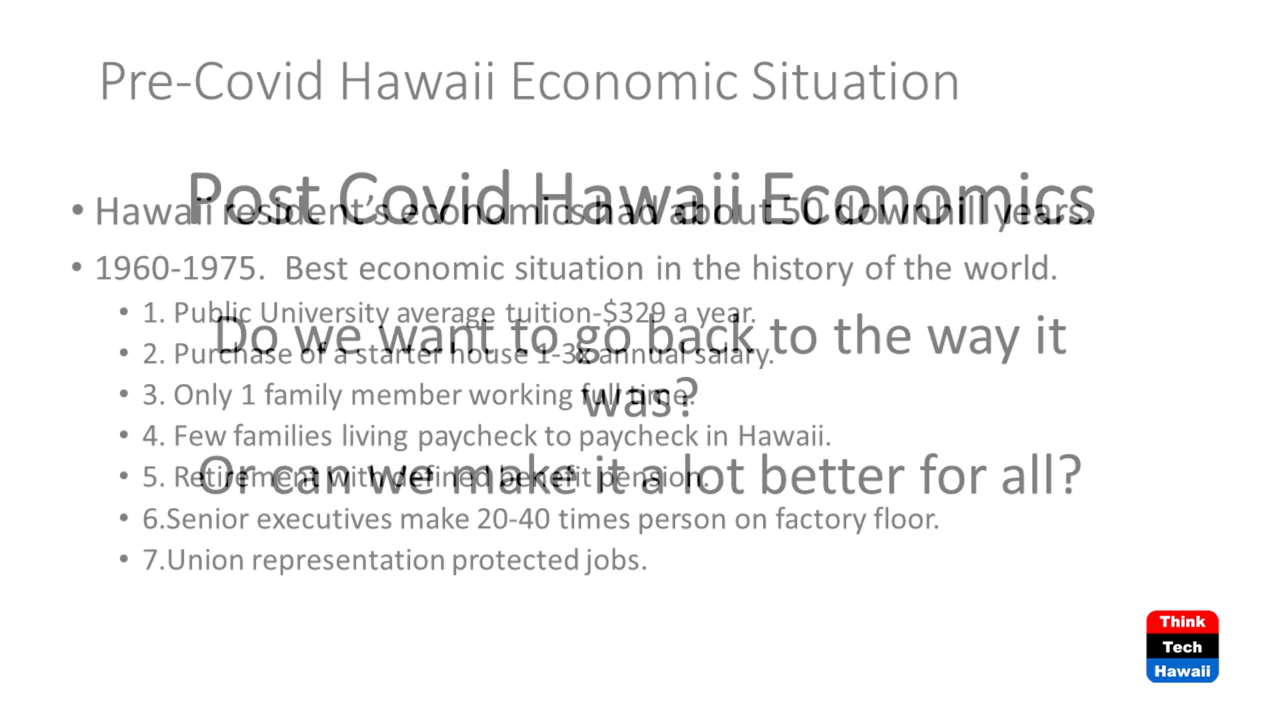 Pre-Covid Hawaii Economic Situation
Post Covid Hawaii Economics
• Hawaii resident's economics had about 50 downhill years.
• 1960-1975. Best economic situation in the history of the world.
• 1. Public University average tuition-$329 a year.
Do we want to go back to the way it
• 2. Purchase of a starter house 1-3x annual salary.
• 3. Only 1 family member working full time.
was?
• 4. Few families living paycheck to paycheck in Hawaii.
• 5. Retirement with defined benefit pension.
Or can we make it a lot better for all?
• 6.Senior executives make 20-40 times person on factory floor.
• 7.Union representation protected jobs.
Think
Tech
Hawaii